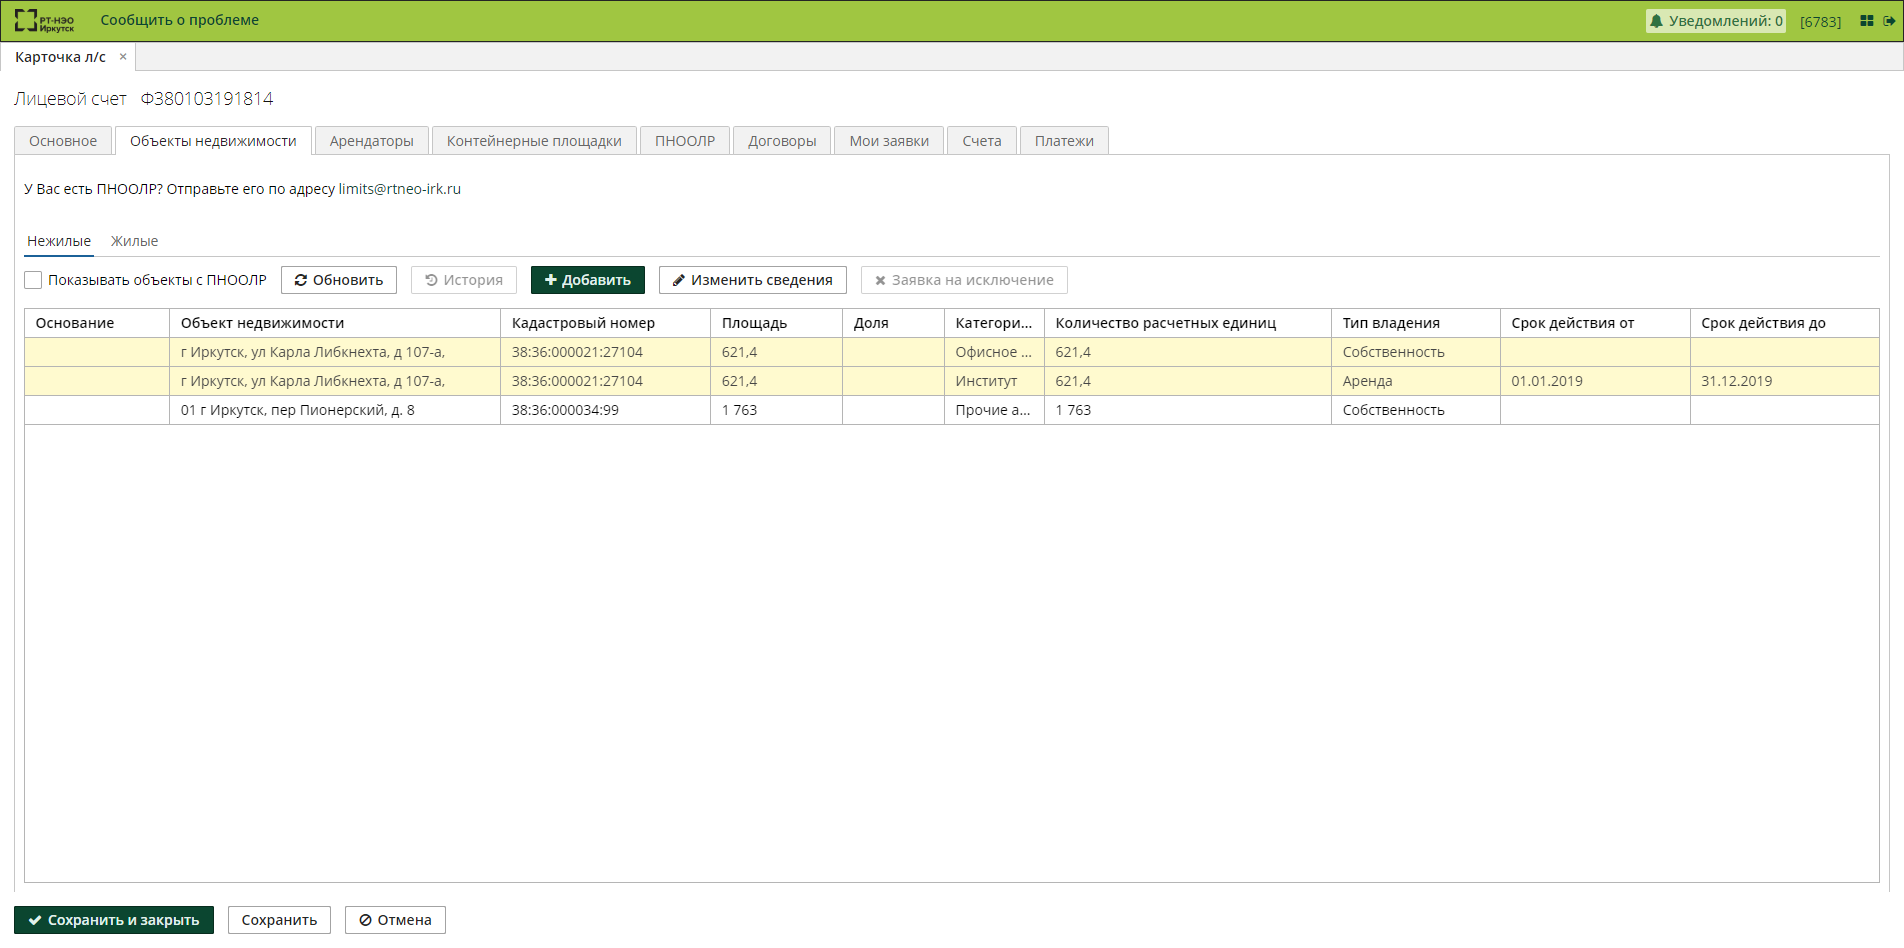 РТ-НЭО Иркутск Сообщить о проблеме Уведомлений: 0 [6783]
Карточка л/с ×
Лицевой счет Ф380103191814
Основное Объекты недвижимости Арендаторы Контейнерные площадки ПНООЛР Договоры Мои заявки Счета Платежи
У Вас есть ПНООЛР? Отправьте его по адресу limits@rtneo-irk.ru
Нежилые Жилые
Показывать объекты с ПНООЛР Обновить История Добавить Изменить сведения Заявка на исключение
Основание Объект недвижимости Кадастровый номер Площадь Доля Категори... Количество расчетных единиц Тип владения Срок действия от Срок действия до
г Иркутск, ул Карла Либкнехта, д 107-а, 38:36:000021:27104 621,4 Офисное ... 621,4 Собственность
г Иркутск, ул Карла Либкнехта, д 107-а, 38:36:000021:27104 621,4 Институт 621,4 Аренда 01.01.2019 31.12.2019
01 г Иркутск, пер Пионерский, д. 8 38:36:000034:99 1 763 Прочие а... 1 763 Собственность
Сохранить и закрыть Сохранить Отмена